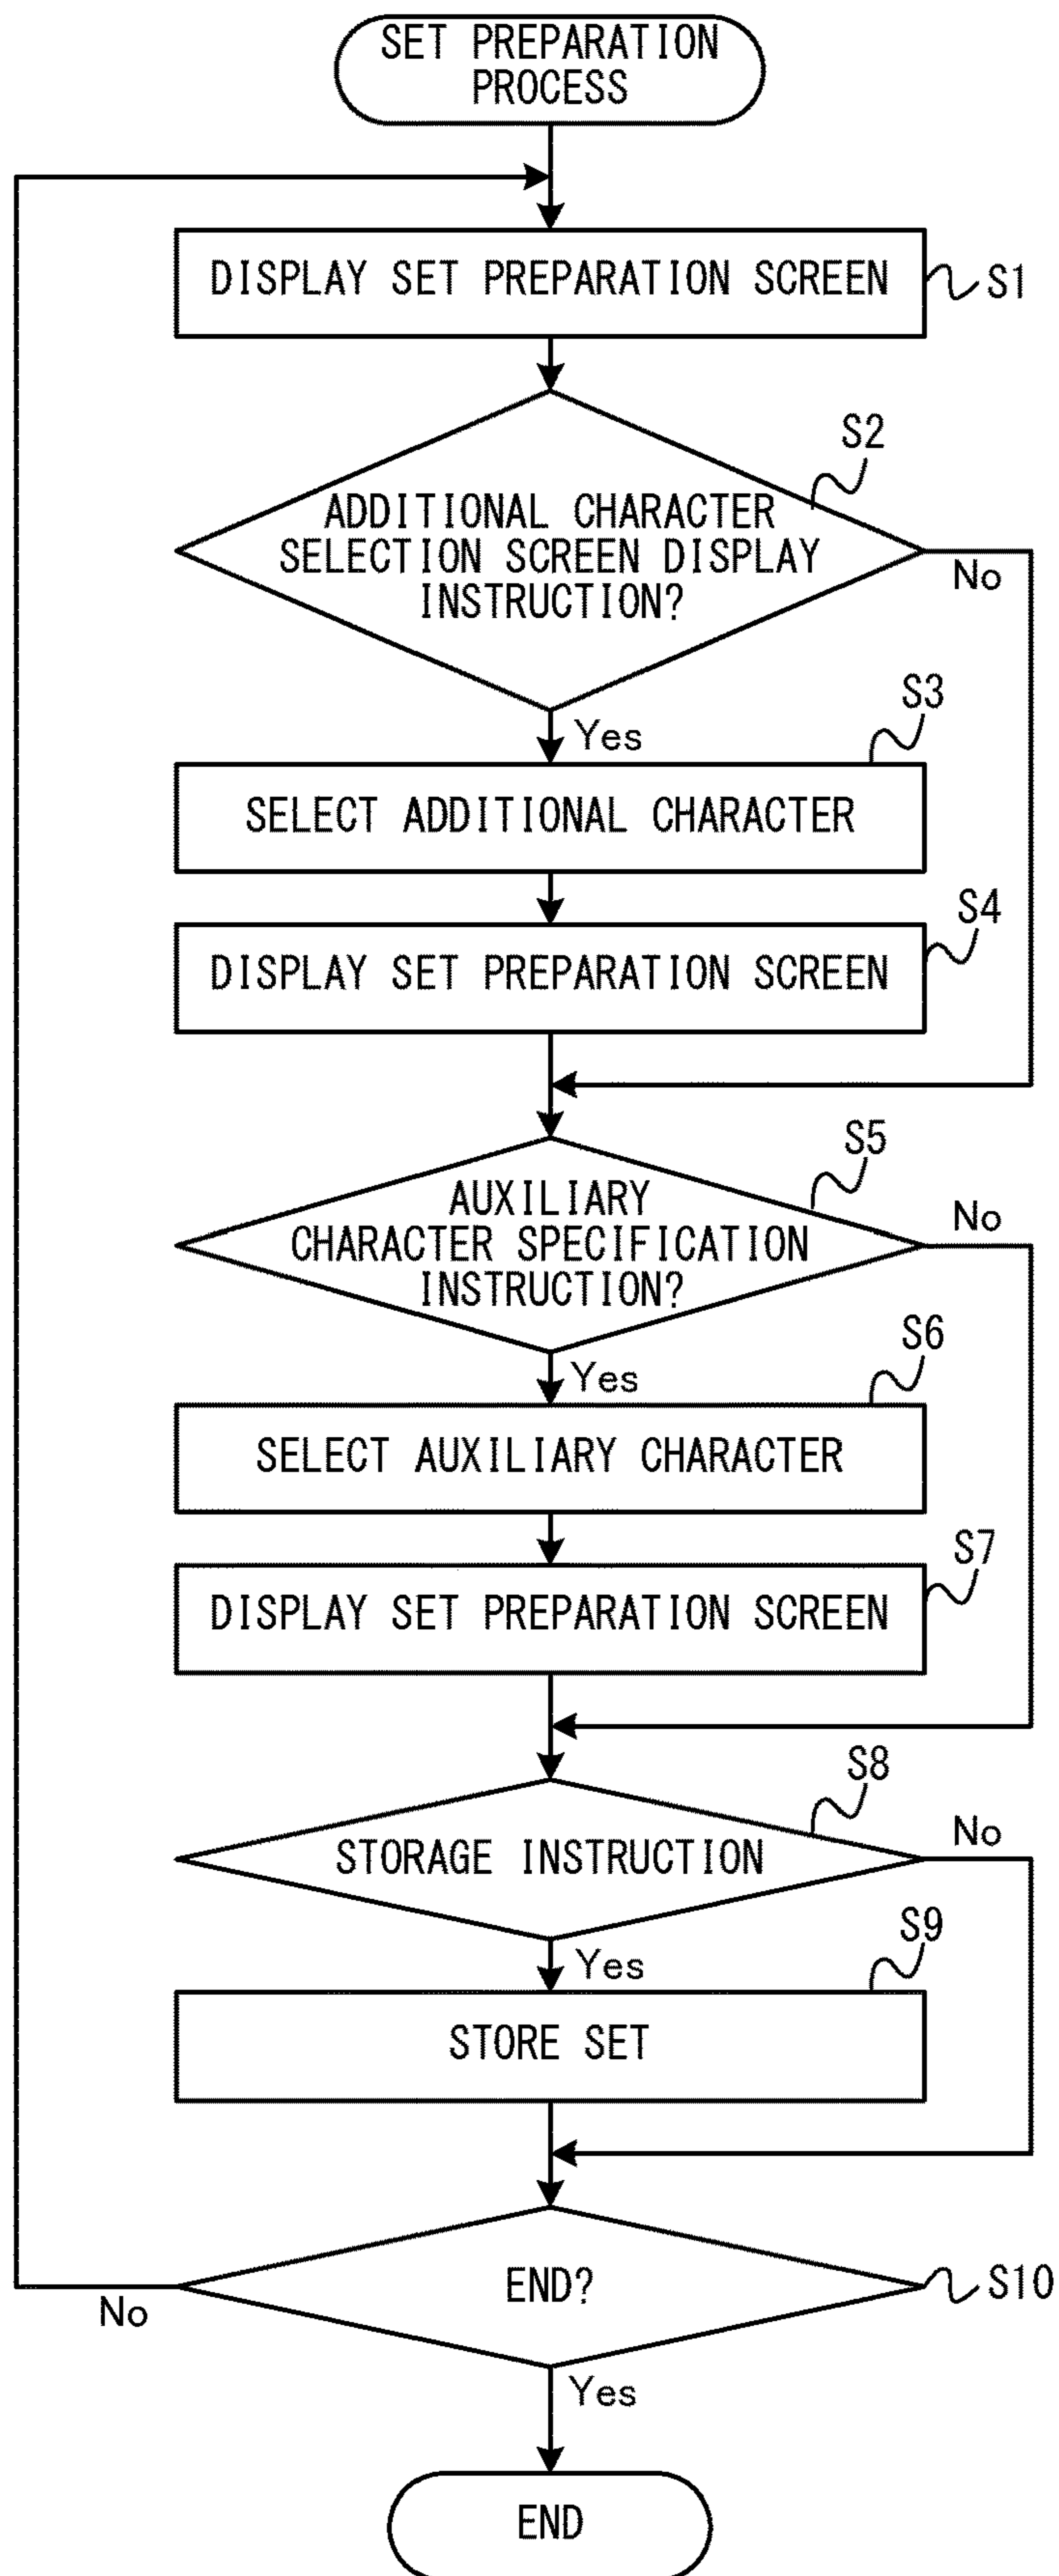 SET PREPARATION
PROCESS
DISPLAY SET PREPARATION SCREEN
S1
S2
ADDITIONAL CHARACTER
SELECTION SCREEN DISPLAY
INSTRUCTION?
No
Yes
S3
SELECT ADDITIONAL CHARACTER
S4
DISPLAY SET PREPARATION SCREEN
S5
AUXILIARY
CHARACTER SPECIFICATION
INSTRUCTION?
No
Yes
S6
SELECT AUXILIARY CHARACTER
S7
DISPLAY SET PREPARATION SCREEN
S8
STORAGE INSTRUCTION
No
Yes
S9
STORE SET
END?
S10
No
Yes
END